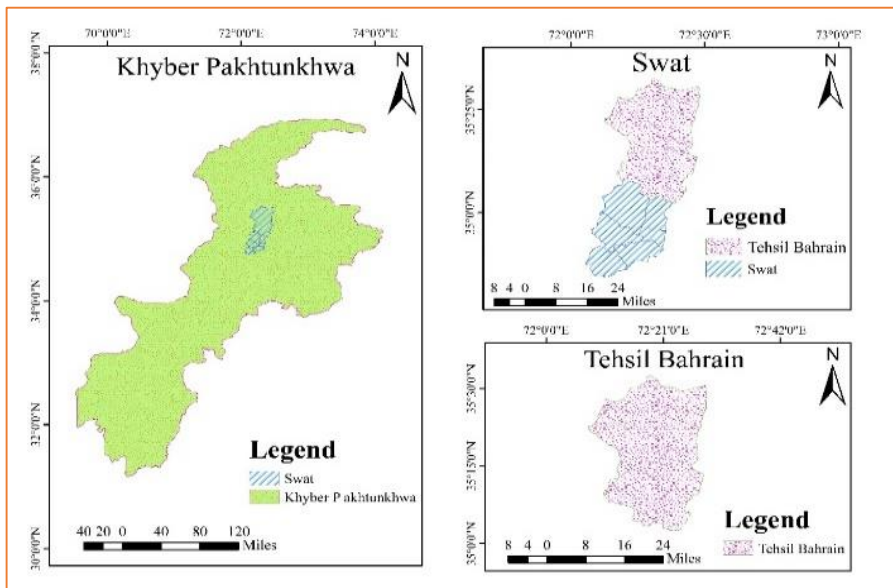 70°0'0"E 72°0'0"E 74°0'0"E
Khyber Pakhtunkhwa
N
38°0'0"N
36°0'0"N
34°0'0"N
32°0'0"N
30°0'0"N
Legend
Swat
Khyber P akhtunkhwa
40 20 0 40 80 120
Miles
72°0'0"E 72°30'0"E 73°0'0"E
Swat
N
35°25'0"N
35°0'0"N
Legend
Tehsil Bahrain
Swat
8 4 0 8 16 24
Miles
72°0'0"E 72°21'0"E 72°42'0"E
Tehsil Bahrain
N
35°30'0"N
35°15'0"N
35°0'0"N
Legend
Tehsil Bahrain
8 4 0 8 16 24
Miles